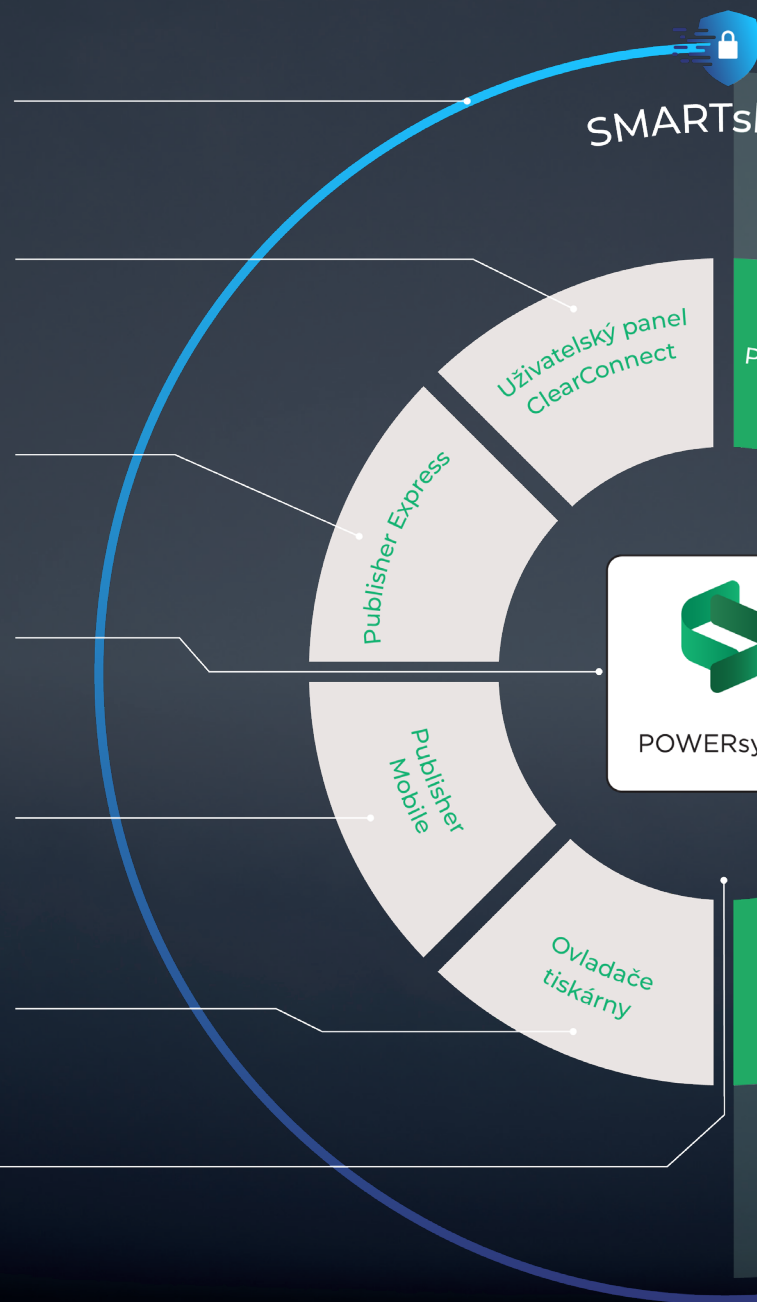 SMARTs
Uživatelský panel
ClearConnect
P
Publisher Express
POWERsy
Publisher
Mobile
Ovladače
tiskárny